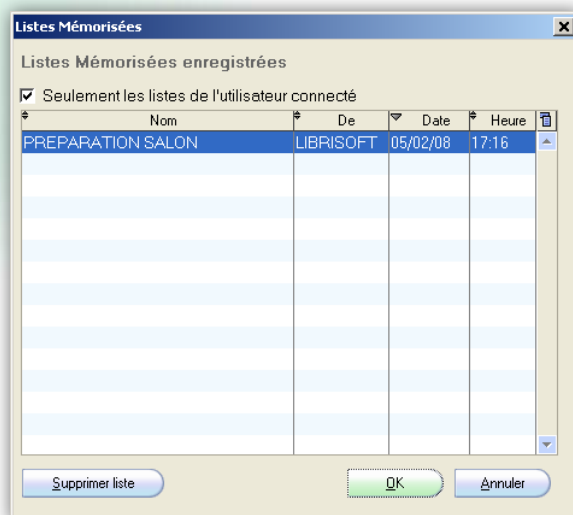 Listes Mémorisées
Listes Mémorisées enregistrées
Seulement les listes de l'utilisateur connecté
Nom De Date Heure
PREPARATION SALON LIBRISOFT 05/02/08 17:16
Supprimer liste OK Annuler